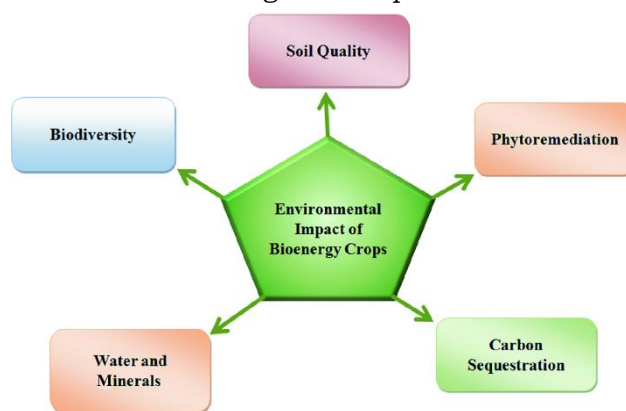 Soil Quality
Biodiversity
Phytoremediation
Environmental
Impact of
Bioenergy Crops
Water and
Minerals
Carbon
Sequestration